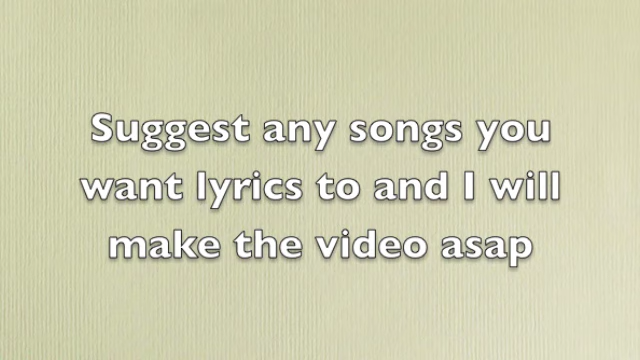 Suggest any songs you
want lyrics to and I will
make the video asap